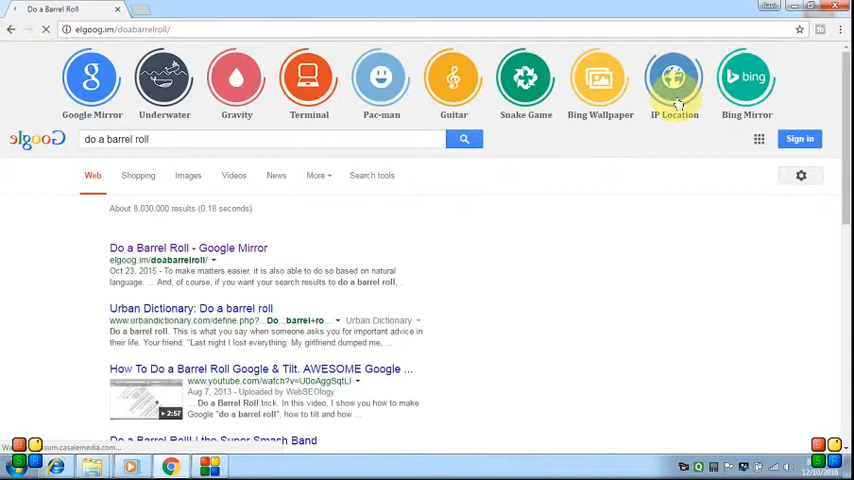 Do a Barrel Roll
Ravi
elgoog.im/doabarrelroll/
g
bing
Google Mirror
Underwater
Gravity
Terminal
Pac-man
Guitar
Snake Game
Bing Wallpaper
IP Location
Bing Mirror
Google
do a barrel roll
Sign in
Web
Shopping
Images
Videos
News
More
Search tools
About 8,030,000 results (0.18 seconds)
Do a Barrel Roll - Google Mirror
elgoog.im/doabarrelroll/
Oct 23, 2015 - To make matters easier, it is also able to do so based on natural
language. ... And, of course, if you want your search results to do a barrel roll,
Urban Dictionary: Do a barrel roll
www.urbandictionary.com/define.php?...Do...barrel+ro... Urban Dictionary
Do a barrel roll. This is what you say when someone asks you for important advice in
their life. Your friend: "Last night I lost everything. My girlfriend dumped me, ...
How To Do a Barrel Roll Google & Tilt. AWESOME Google ...
www.youtube.com/watch?v=U0oAggSqtLI
Aug 7, 2013 - Uploaded by WebSEOlogy
... Do a Barrel Roll trick. In this video, I show you how to make
Google "do a barrel roll", how to tilt and how ...
2:57
Do a Barrel Roll! | the Super Smash Band
B
S R
B
S R
12/10/2016